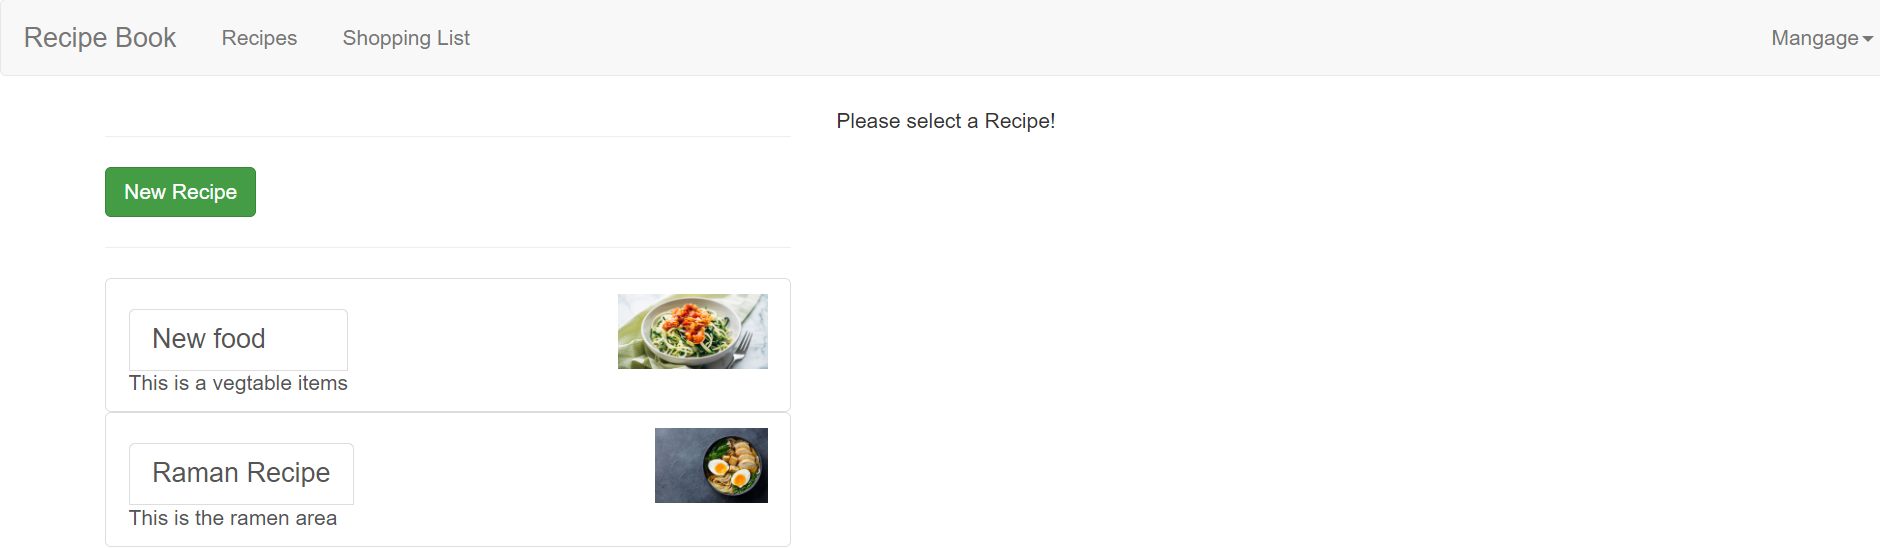 Recipe Book Recipes Shopping List Mangage
Please select a Recipe!
New Recipe
New food
This is a vegtable items
Raman Recipe
This is the ramen area